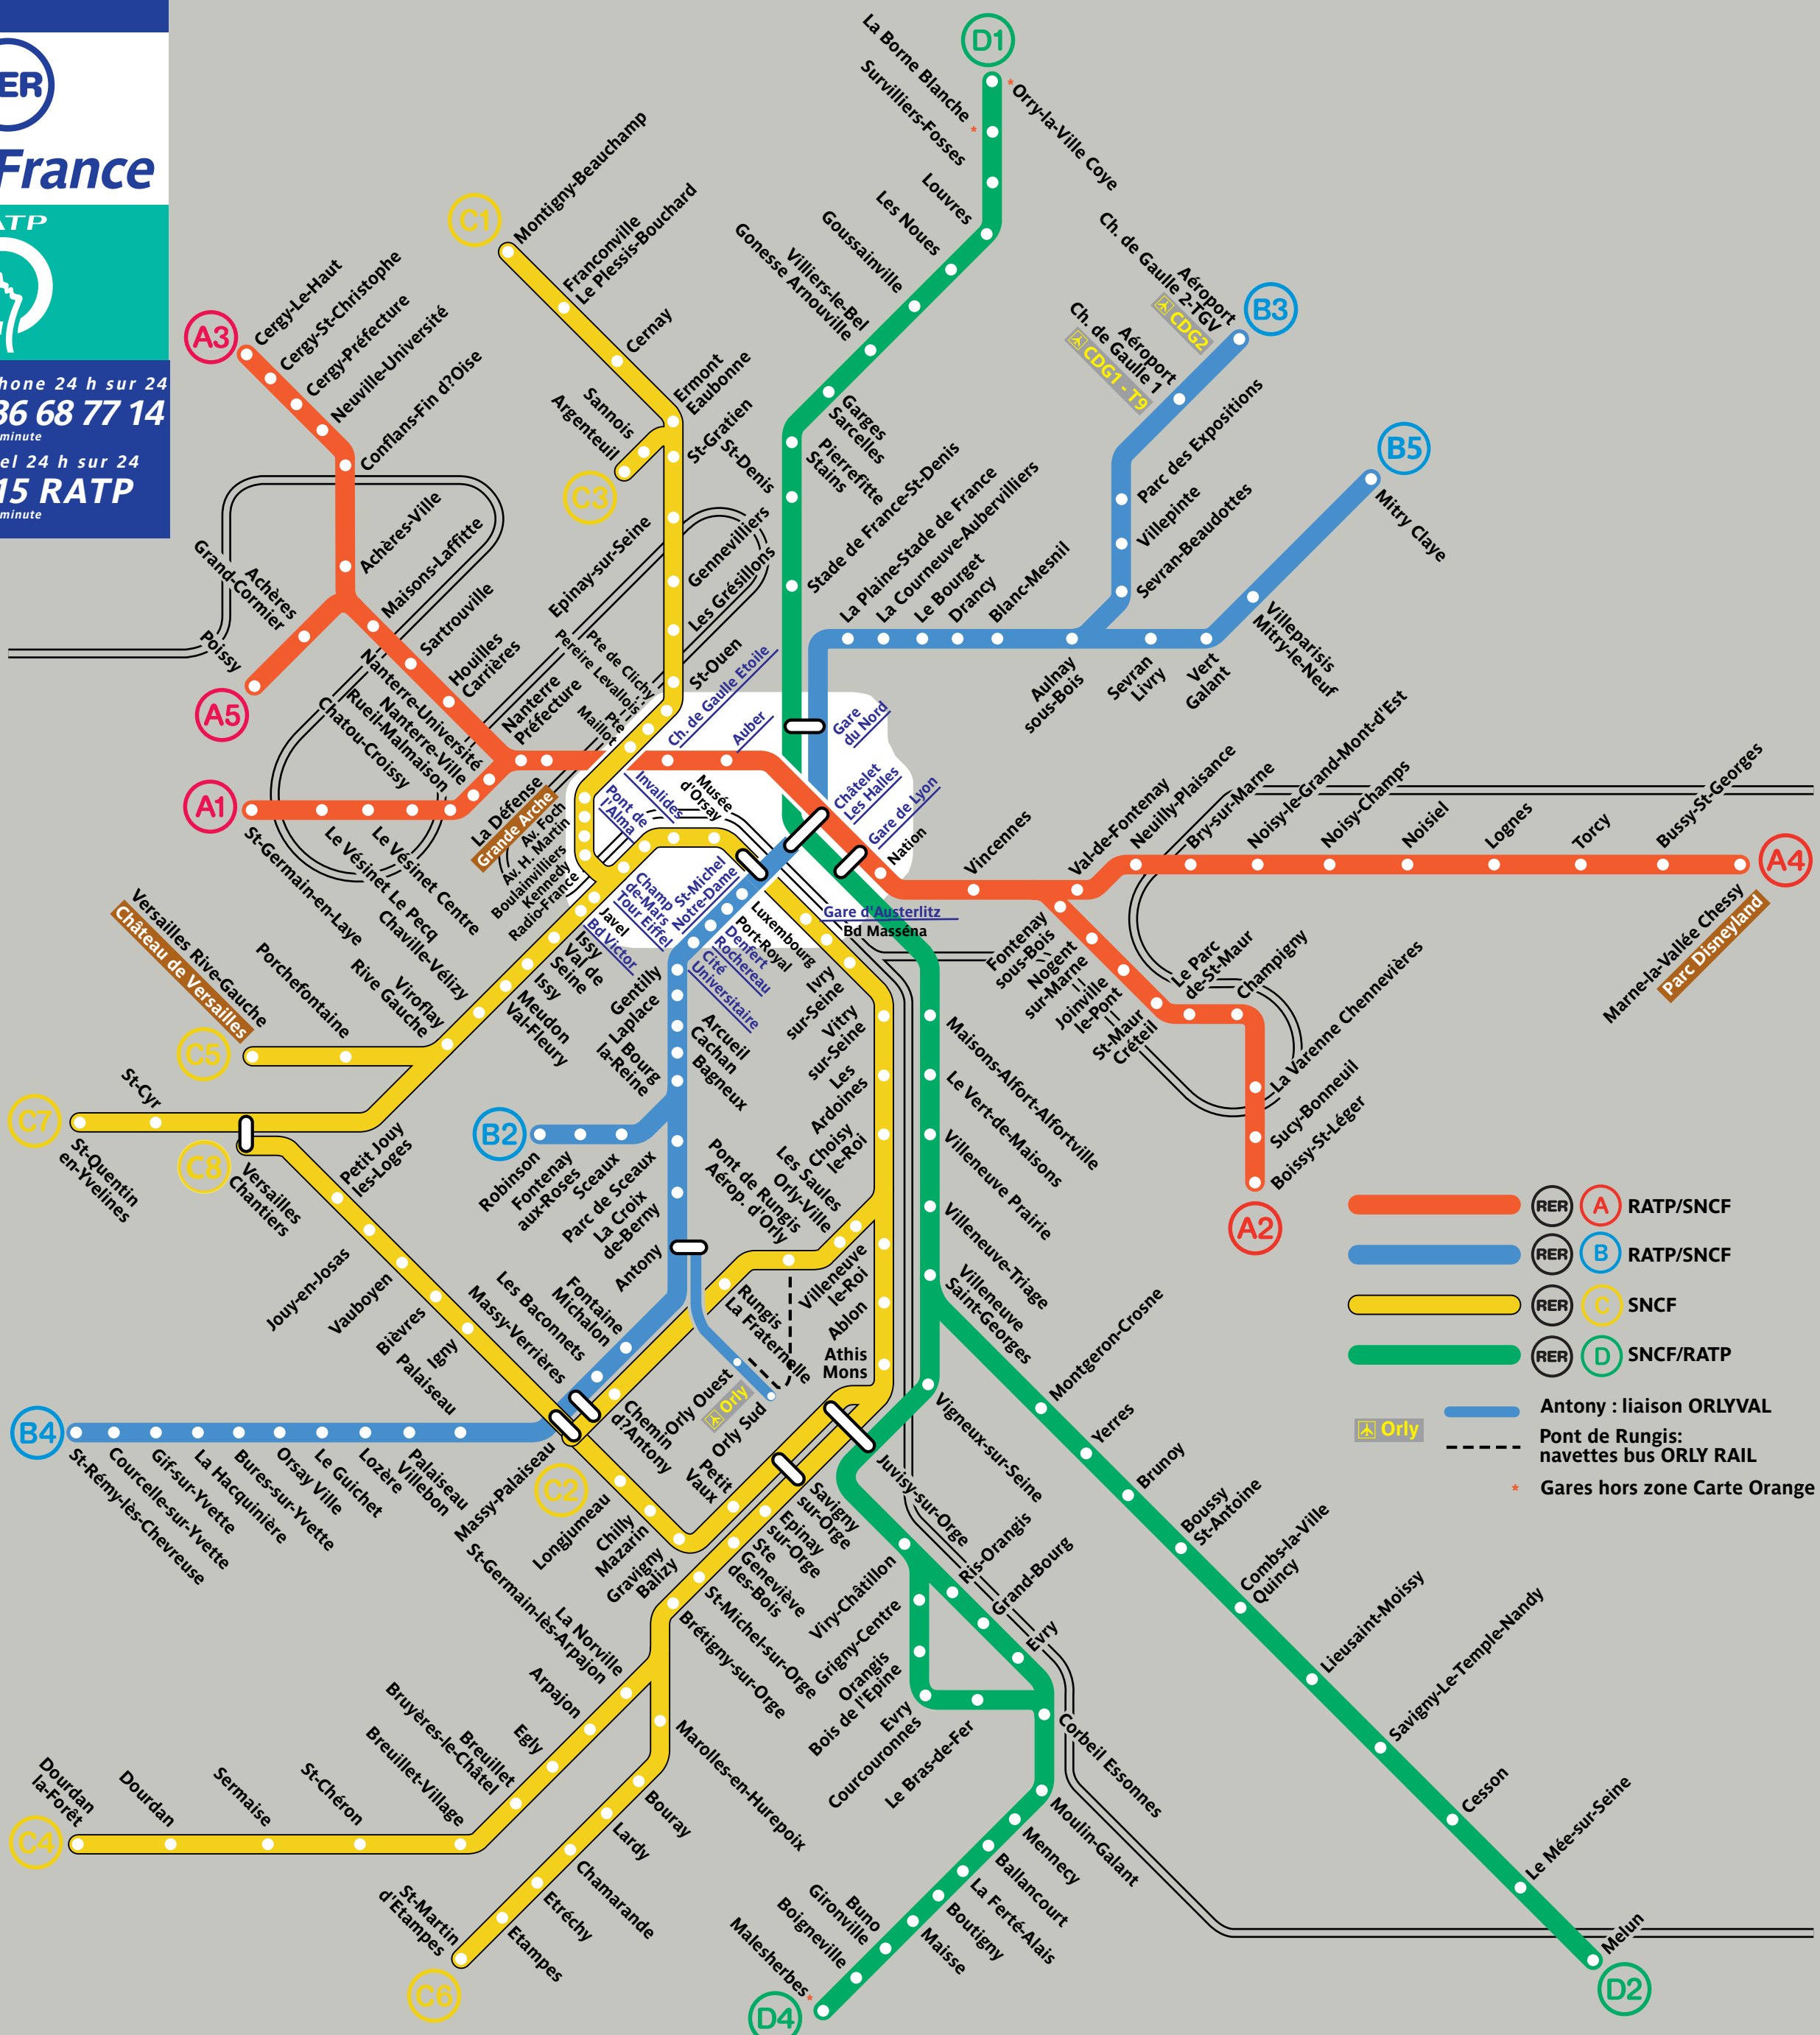 ER
France
ATP
hone 24 h sur 24
36 68 77 14
minute
el 24 h sur 24
15 RATP
minute
D1
La Borne Blanche
*
Survilliers-Fosses
* Orry-la-Ville Coye
Louvres
Les Noues
Goussainville
Villiers-le-Bel
Gonesse Arnouville
Garges
Sarcelles
Pierrefitte
Stains
St-Denis
Stade de France-St-Denis
C1
Montigny-Beauchamp
Franconville
Le Plessis-Bouchard
Cernay
Ermont
Eaubonne
Sannois
Argenteuil
C3
St-Gratien
Epinay-sur-Seine
Gennevilliers
Les Grésillons
St-Ouen
Pte de Clichy
Pereire Levallois
Pte
Maillot
A3
Cergy-Le-Haut
Cergy-St-Christophe
Cergy-Préfecture
Neuville-Université
Conflans-Fin d?Oise
Achères-Ville
Maisons-Laffitte
Sartrouville
Houilles
Carrières
Achères
Grand-Cormier
Poissy
A5
Nanterre
Préfecture
Nanterre-Université
Nanterre-Ville
Rueil-Malmaison
Chatou-Croissy
A1
St-Germain-en-Laye
Le Vésinet Le Pecq
Le Vésinet Centre
La Défense
Grande Arche
Av. Foch
Av. H. Martin
Boulainvilliers
Kennedy
Radio-France
Ch. de Gaulle Etoile
Auber
Gare
du Nord
Châtelet
Les Halles
Gare de Lyon
Nation
Invalides
Pont de
l'Alma
Musée
d'Orsay
Champ
de-Mars
Tour Eiffel
St-Michel
Notre-Dame
Luxembourg
Port-Royal
Denfert
Rochereau
Cité
Universitaire
Gare d'Austerlitz
Bd Masséna
Javel
Bd Victor
Issy
Val de
Seine
Issy
Meudon
Val-Fleury
Chaville-Vélizy
Viroflay
Rive Gauche
Porchefontaine
Versailles Rive-Gauche
Château de Versailles
C5
C7
St-Cyr
St-Quentin
en-Yvelines
C8
Versailles
Chantiers
Petit Jouy
les-Loges
Jouy-en-Josas
Vauboyen
Bièvres
Igny
Massy-Verrières
Massy-Palaiseau
Aéroport
Ch. de Gaulle 2-TGV
CDG2
B3
Aéroport
Ch. de Gaulle 1
CDG1 - T9
Parc des Expositions
Villepinte
Sevran-Beaudottes
B5
Mitry Claye
Villeparisis
Mitry-le-Neuf
Vert
Galant
Sevran
Livry
Aulnay
sous-Bois
Blanc-Mesnil
Drancy
Le Bourget
La Courneuve-Aubervilliers
La Plaine-Stade de France
Vincennes
Val-de-Fontenay
Neuilly-Plaisance
Bry-sur-Marne
Noisy-le-Grand-Mont-d'Est
Noisy-Champs
Noisiel
Lognes
Torcy
Bussy-St-Georges
Marne-la-Vallée Chessy
Parc Disneyland
A4
Fontenay
sous-Bois
Nogent
sur-Marne
Joinville
le-Pont
St-Maur
Créteil
Le Parc
de-St-Maur
Champigny
La Varenne Chennevières
Sucy-Bonneuil
Boissy-St-Léger
A2
Gentilly
Laplace
Arcueil
Cachan
Bagneux
Bourg
la-Reine
B2
Robinson
Fontenay
aux-Roses
Sceaux
Parc de Sceaux
La Croix
de-Berny
Antony
Fontaine
Michalon
Les Baconnets
Palaiseau
B4
St-Rémy-lès-Chevreuse
Courcelle-sur-Yvette
Gif-sur-Yvette
La Hacquinière
Bures-sur-Yvette
Orsay Ville
Le Guichet
Lozère
Palaiseau
Villebon
Ivry
sur-Seine
Vitry
sur-Seine
Les
Ardoines
Choisy
le-Roi
Les Saules
Orly-Ville
Pont de Rungis
Aérop. d'Orly
Rungis
La Fraternelle
Chemin
d?Antony
C2
Orly Ouest
Orly
Orly Sud
Villeneuve
le-Roi
Ablon
Athis
Mons
Juvisy-sur-Orge
Longjumeau
Chilly
Mazarin
Gravigny
Balizy
Petit
Vaux
Savigny
sur-Orge
Epinay
sur-Orge
Ste
Geneviève
des-Bois
St-Michel-sur-Orge
Brétigny-sur-Orge
La Norville
St-Germain-lès-Arpajon
Arpajon
Egly
Breuillet
Bruyères-le-Châtel
Breuillet-Village
St-Chéron
Sermaise
Dourdan
Dourdan
la-Forêt
C4
Marolles-en-Hurepoix
Bouray
Lardy
Chamarande
Etréchy
Etampes
St-Martin
d'Etampes
C6
Maisons-Alfort-Alfortville
Le Vert-de-Maisons
Villeneuve Prairie
Villeneuve-Triage
Villeneuve
Saint-Georges
Vigneux-sur-Seine
Montgeron-Crosne
Yerres
Brunoy
Boussy
St-Antoine
Combs-la-Ville
Quincy
Lieusaint-Moissy
Savigny-Le-Temple-Nandy
Cesson
Le Mée-sur-Seine
Melun
D2
Viry-Châtillon
Ris-Orangis
Grand-Bourg
Evry
Grigny-Centre
Orangis
Bois de l'Epine
Evry
Courcouronnes
Le Bras-de-Fer
Corbeil Essonnes
Moulin-Galant
Mennecy
Ballancourt
La Ferté-Alais
Boutigny
Maisse
Buno
Gironville
Boigneville
Malesherbes *
D4
RER A RATP/SNCF
RER B RATP/SNCF
RER C SNCF
RER D SNCF/RATP
Antony : liaison ORLYVAL
Orly
Pont de Rungis:
navettes bus ORLY RAIL
* Gares hors zone Carte Orange